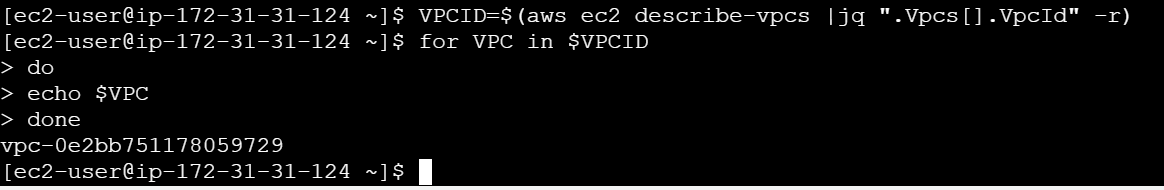 [ec2-user@ip-172-31-31-124 ~]$ VPCID=$(aws ec2 describe-vpcs |jq ".Vpcs[].VpcId" -r)
[ec2-user@ip-172-31-31-124 ~]$ for VPC in $VPCID
> do
> echo $VPC
> done
vpc-0e2bb751178059729
[ec2-user@ip-172-31-31-124 ~]$